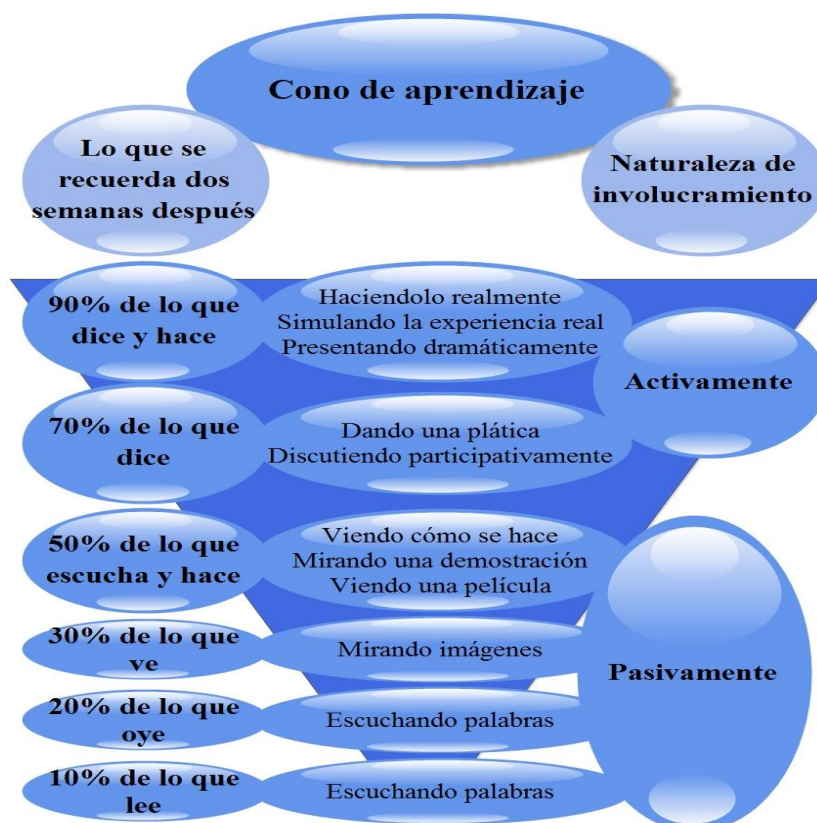 Cono de aprendizaje
Lo que se
recuerda dos
semanas después
Naturaleza de
involucramiento
90% de lo que
dice y hace
Haciendolo realmente
Simulando la experiencia real
Presentando dramáticamente
Activamente
70% de lo que
dice
Dando una plática
Discutiendo participativamente
50% de lo que
escucha y hace
Viendo cómo se hace
Mirando una demostración
Viendo una película
30% de lo que
ve
Mirando imágenes
Pasivamente
20% de lo que
oye
Escuchando palabras
10% de lo que
lee
Escuchando palabras